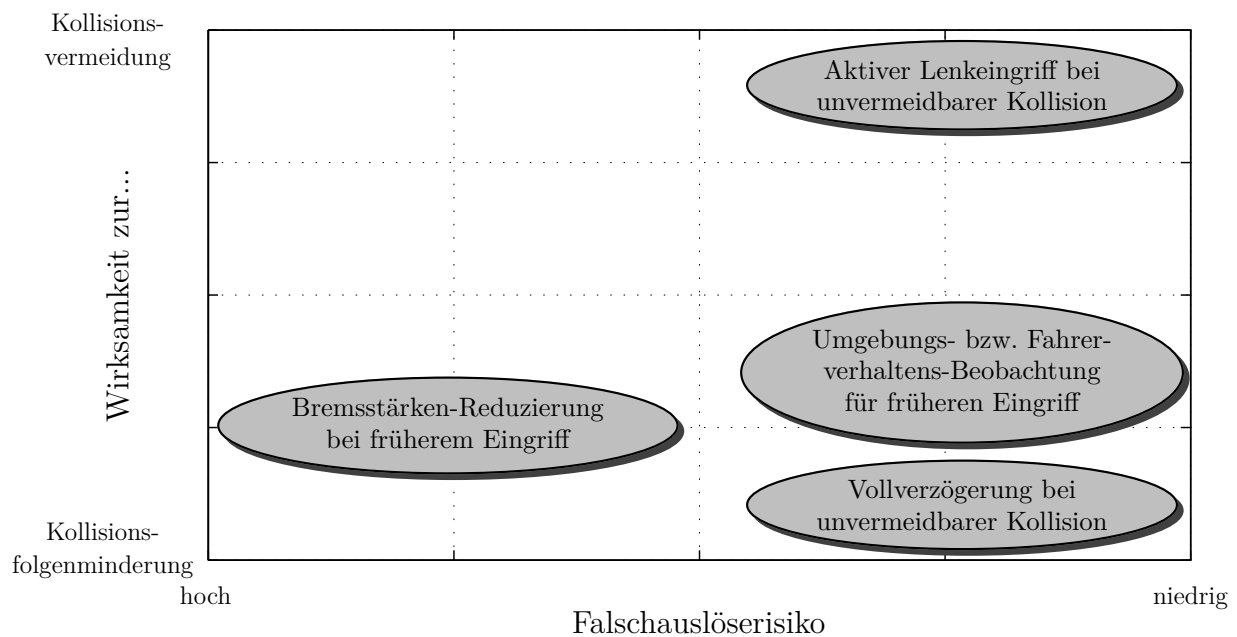 Kollisions-
vermeidung
Aktiver Lenkeingriff bei
unvermeidbarer Kollision
Wirksamkeit zur...
Umgebungs- bzw. Fahrer-
verhaltens-Beobachtung
für früheren Eingriff
Bremsstärken-Reduzierung
bei früherem Eingriff
Vollverzögerung bei
unvermeidbarer Kollision
Kollisions-
folgenminderung
hoch
niedrig
Falschauslöserisiko